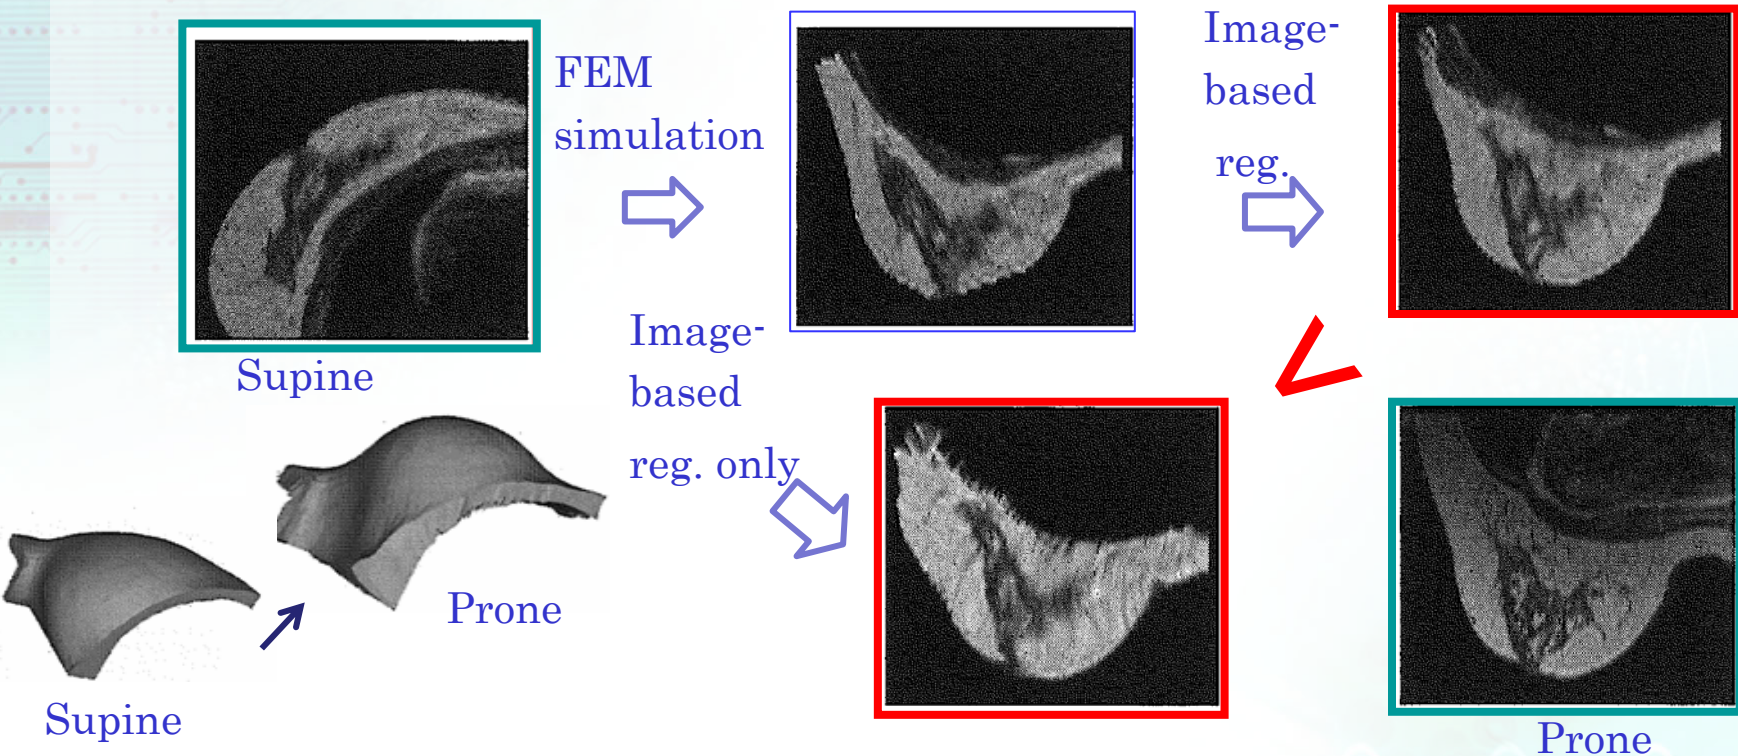 FEM
simulation
Image-
based
reg.
Supine
Image-
based
reg. only
<
Prone
Supine
Prone